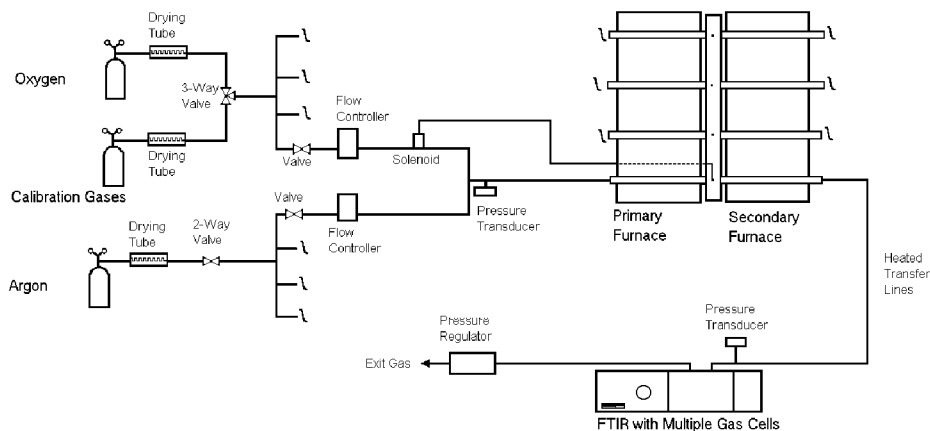 Drying
Tube
Oxygen
3-Way
Valve
Flow
Controller
Drying
Tube
Valve
Solenoid
Calibration Gases
Valve
Pressure
Transducer
Primary
Furnace
Secondary
Furnace
Drying
Tube
2-Way
Valve
Flow
Controller
Argon
Heated
Transfer
Lines
Pressure
Regulator
Pressure
Transducer
Exit Gas
FTIR with Multiple Gas Cells